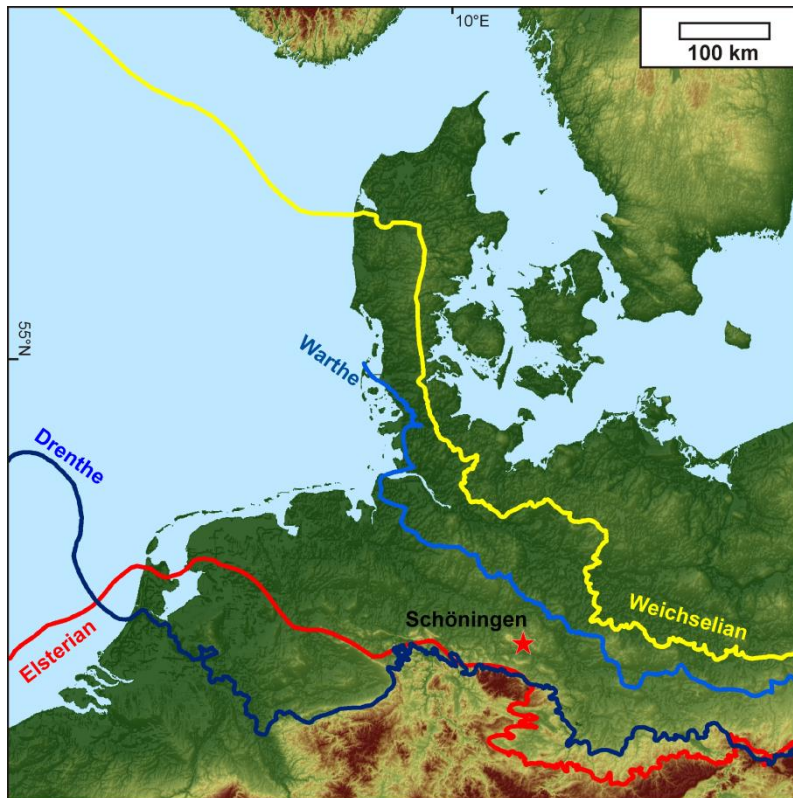 10°E
100 km
55°N
Warthe
Drenthe
Schöningen
Weichselian
Elsterian